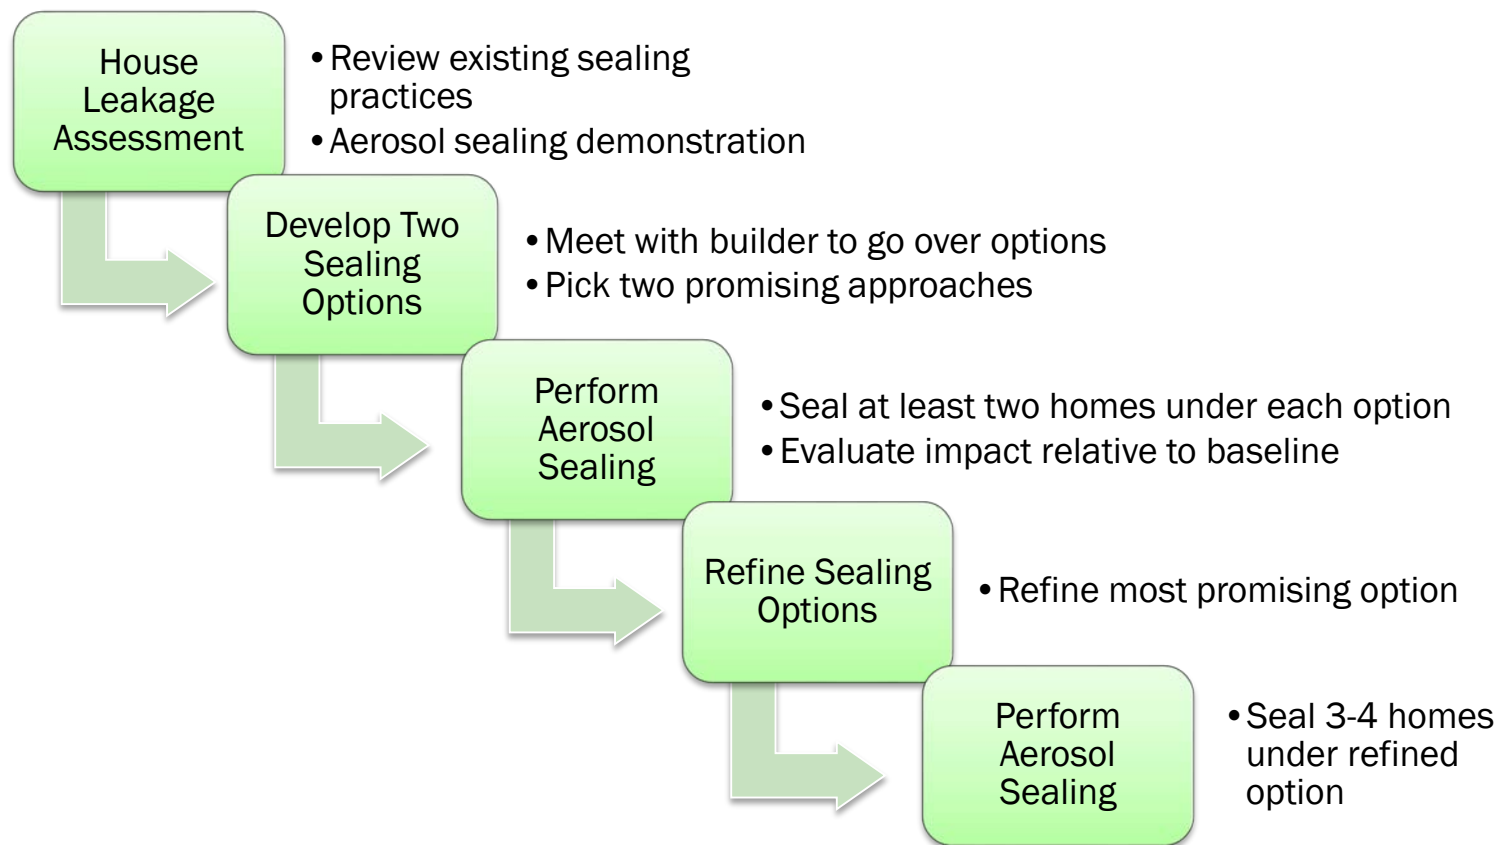 House
Leakage
Assessment
•Review existing sealing
practices
•Aerosol sealing demonstration
Develop Two
Sealing
Options
•Meet with builder to go over options
•Pick two promising approaches
Perform
Aerosol
Sealing
•Seal at least two homes under each option
•Evaluate impact relative to baseline
Refine Sealing
Options
•Refine most promising option
Perform
Aerosol
Sealing
•Seal 3-4 homes
under refined
option